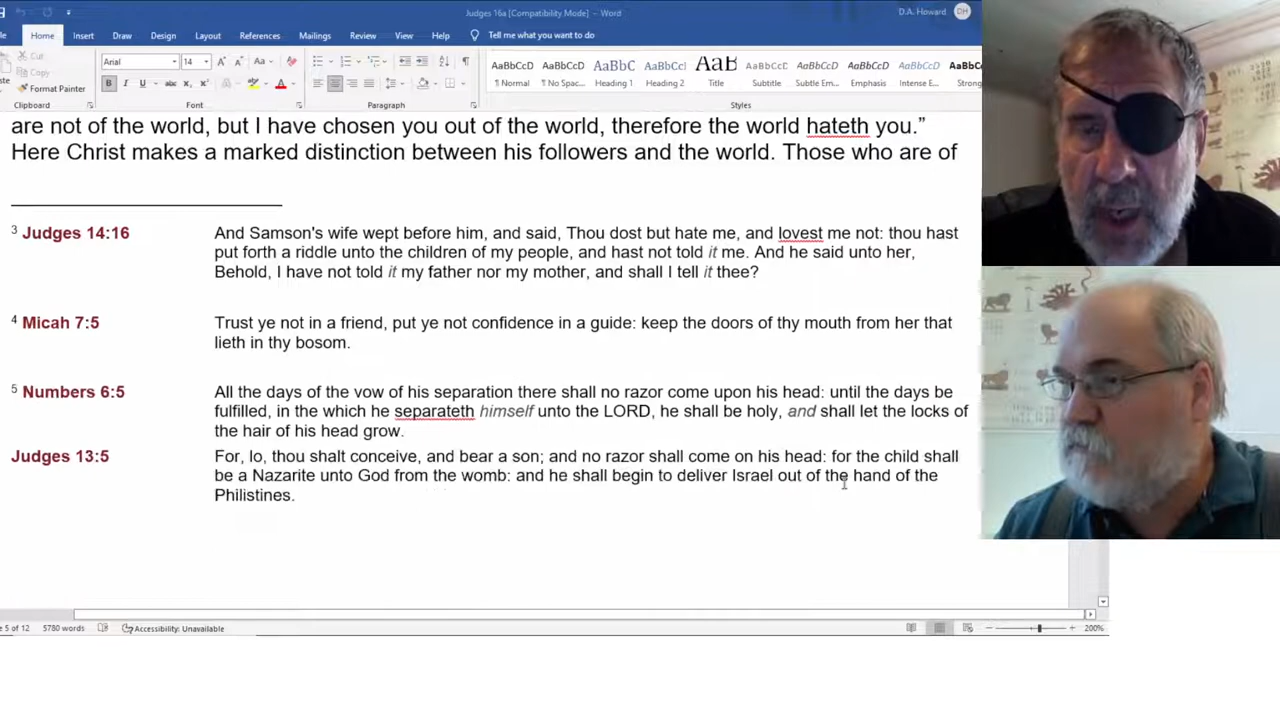 Judges 16a [Compatibility Mode] - Word
D.A. Howard DH
Home Insert Draw Design Layout References Mailings Review View Help Tell me what you want to do
Cut
Copy
Format Painter
Arial 14
AaBbCcD AaBbCcD AaBbC AaBbCc AaB AaBbCcD AaBbCcD AaBbCcD AaBbCcD AaBbCcD
¶ Normal ¶ No Spac... Heading 1 Heading 2 Title Subtitle Subtle Em... Emphasis Intense E... Strong
Clipboard Font Paragraph Styles
are not of the world, but I have chosen you out of the world, therefore the world hateth you.”
Here Christ makes a marked distinction between his followers and the world. Those who are of
3 Judges 14:16 And Samson's wife wept before him, and said, Thou dost but hate me, and lovest me not: thou hast
put forth a riddle unto the children of my people, and hast not told it me. And he said unto her,
Behold, I have not told it my father nor my mother, and shall I tell it thee?
4 Micah 7:5 Trust ye not in a friend, put ye not confidence in a guide: keep the doors of thy mouth from her that
lieth in thy bosom.
5 Numbers 6:5 All the days of the vow of his separation there shall no razor come upon his head: until the days be
fulfilled, in the which he separateth himself unto the LORD, he shall be holy, and shall let the locks of
the hair of his head grow.
Judges 13:5 For, lo, thou shalt conceive, and bear a son; and no razor shall come on his head: for the child shall
be a Nazarite unto God from the womb: and he shall begin to deliver Israel out of the hand of the
Philistines.
5 of 12 5780 words Accessibility: Unavailable 200%